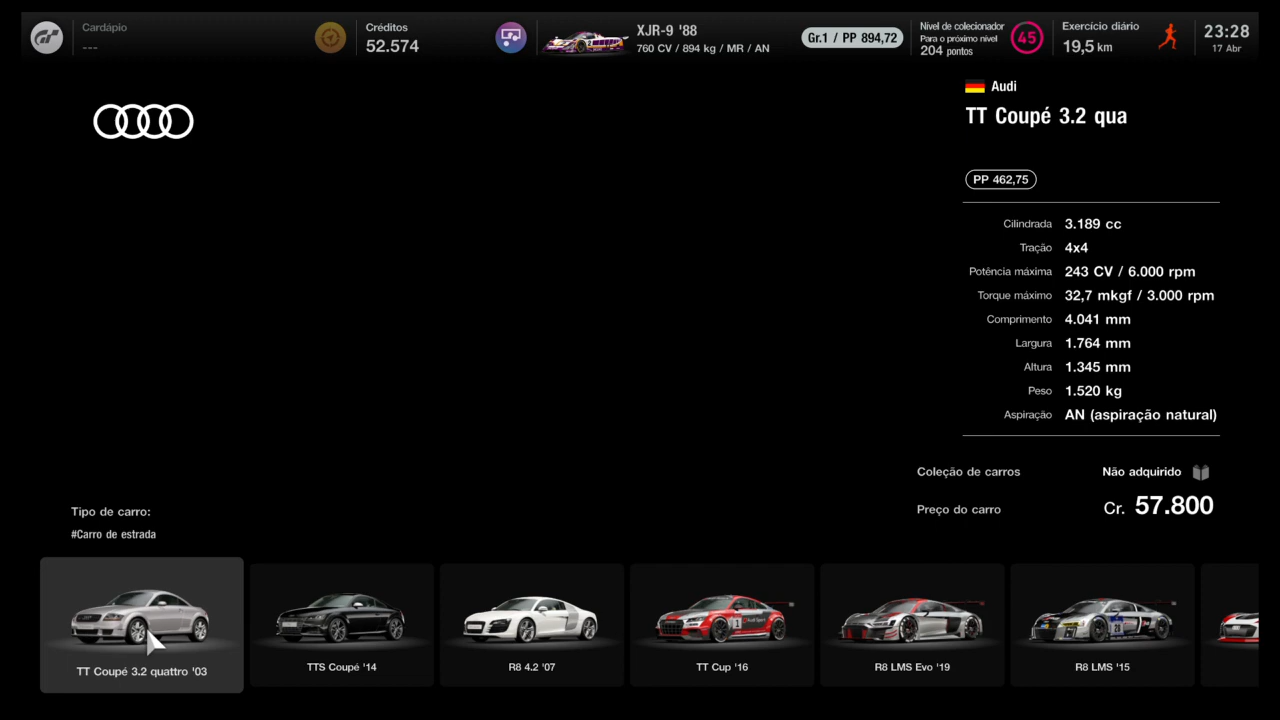 Cardápio
---
Créditos
52.574
XJR-9 '88
760 CV / 894 kg / MR / AN
Gr.1 / PP 894,72
Nível de colecionador
Para o próximo nível
204 pontos
45
Exercício diário
19,5 km
23:28
17 Abr
Audi
TT Coupé 3.2 qua
PP 462,75
Cilindrada 3.189 cc
Tração 4x4
Potência máxima 243 CV / 6.000 rpm
Torque máximo 32,7 mkgf / 3.000 rpm
Comprimento 4.041 mm
Largura 1.764 mm
Altura 1.345 mm
Peso 1.520 kg
Aspiração AN (aspiração natural)
Coleção de carros Não adquirido
Preço do carro Cr. 57.800
Tipo de carro:
#Carro de estrada
TT Coupé 3.2 quattro '03
TTS Coupé '14
R8 4.2 '07
TT Cup '16
R8 LMS Evo '19
R8 LMS '15